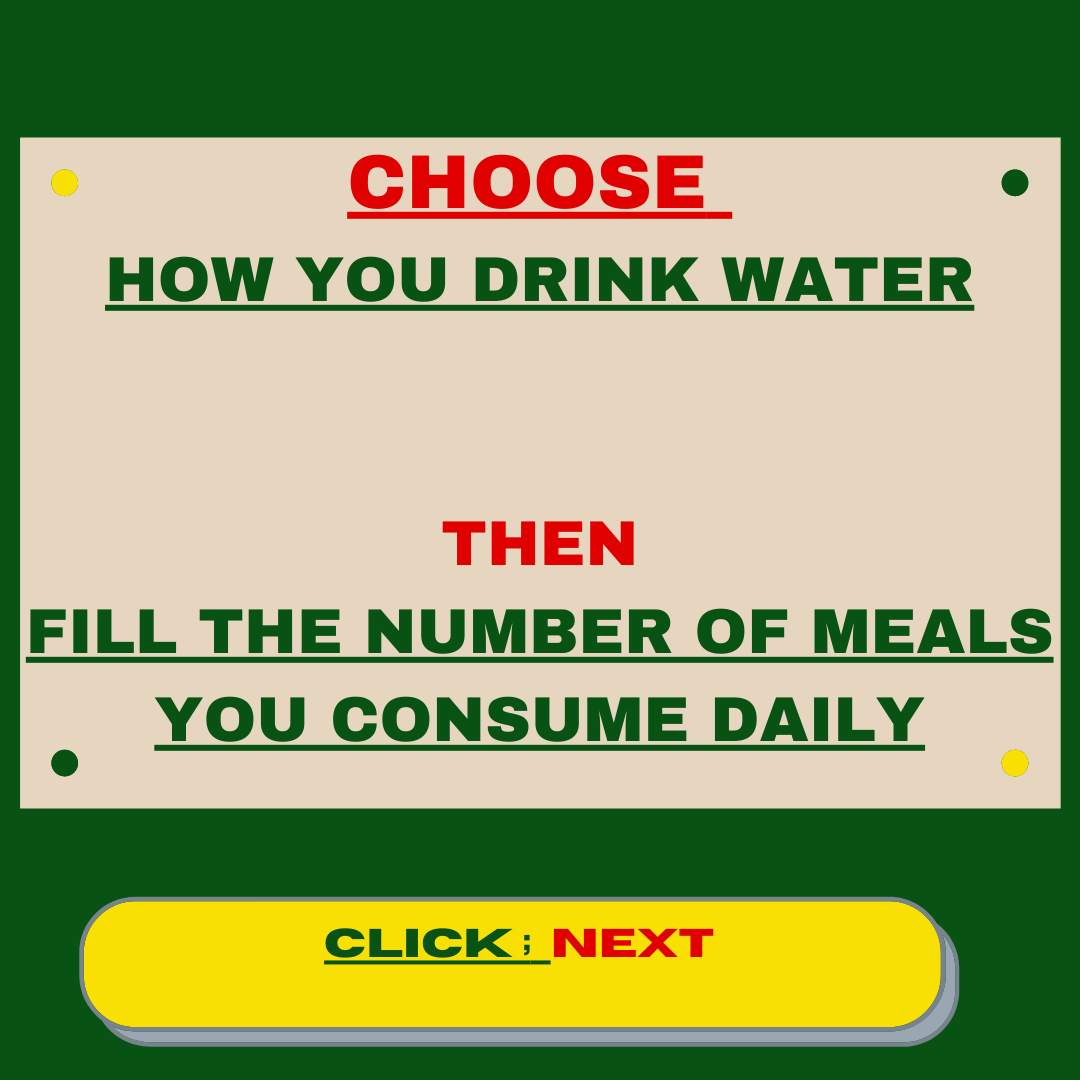 CHOOSE
HOW YOU DRINK WATER
THEN
FILL THE NUMBER OF MEALS
YOU CONSUME DAILY
CLICK ; NEXT